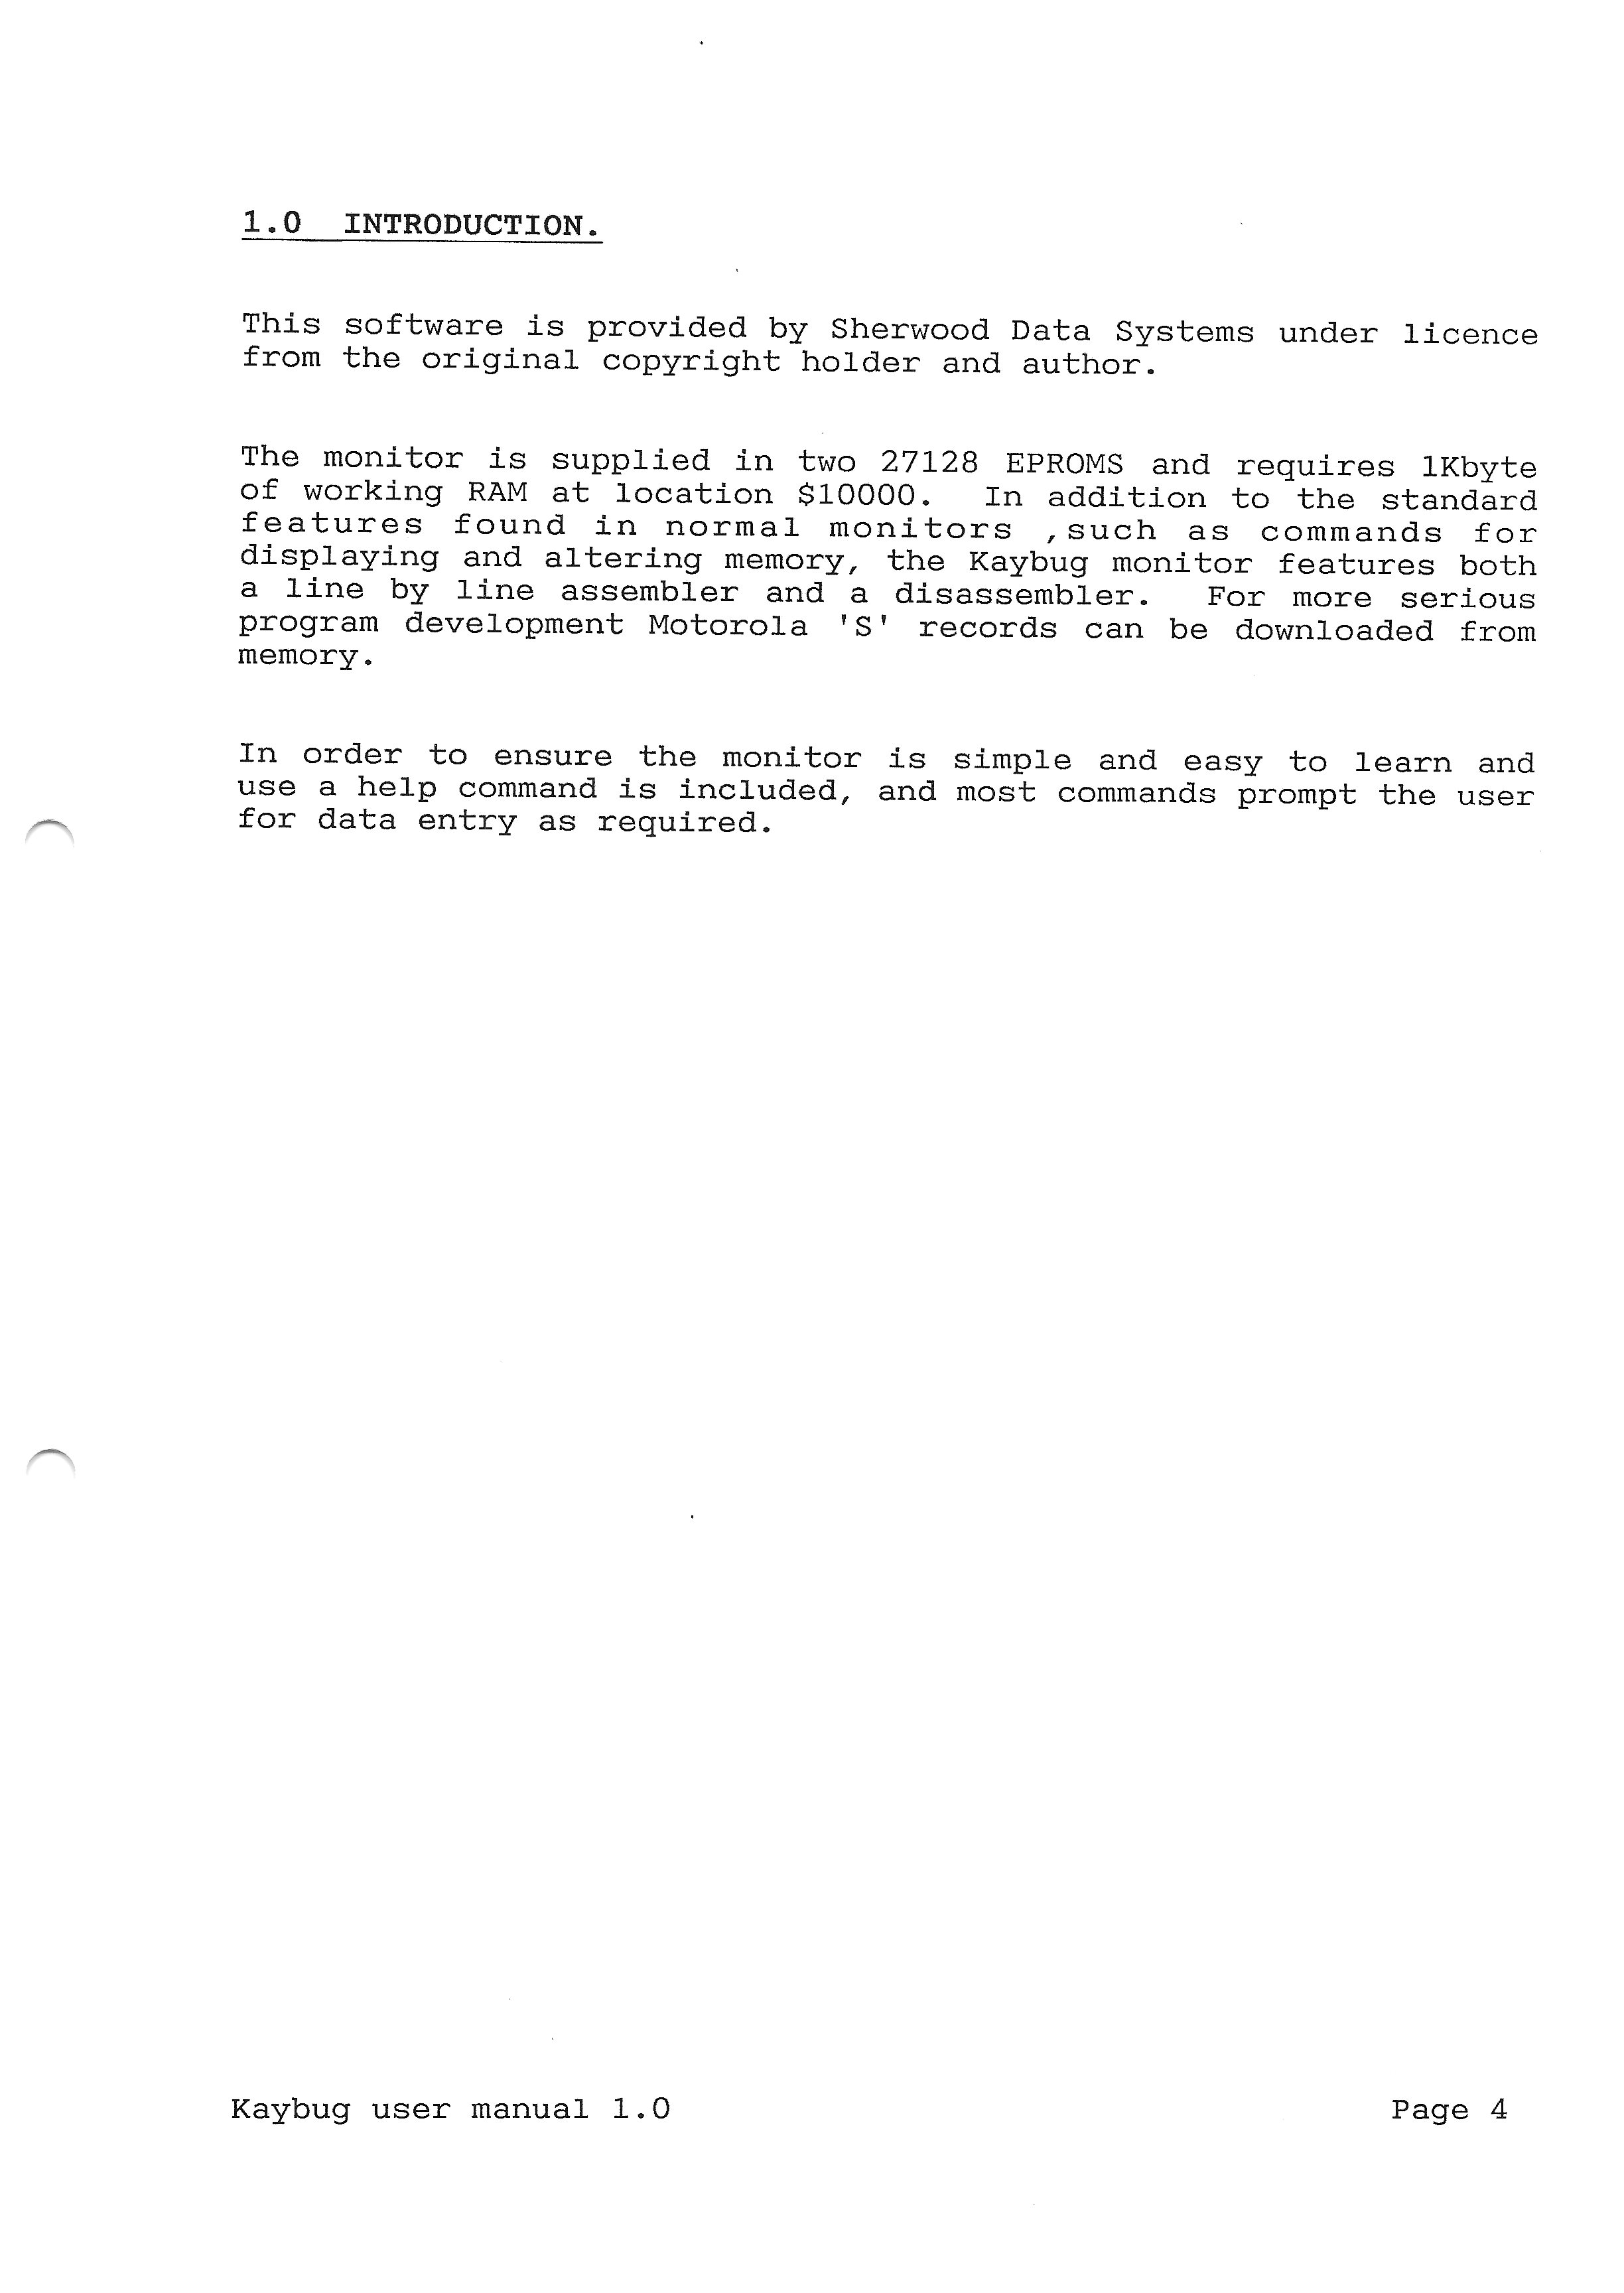 1.0 INTRODUCTION.
This software is provided by Sherwood Data Systems under licence
from the original copyright holder and author.
The monitor is supplied in two 27128 EPROMS and requires 1Kbyte
of working RAM at location $10000. In addition to the standard
features found in normal monitors ,such as commands for
displaying and altering memory, the Kaybug monitor features both
a line by line assembler and a disassembler. For more serious
program development Motorola 'S' records can be downloaded from
memory.
In order to ensure the monitor is simple and easy to learn and
use a help command is included, and most commands prompt the user
for data entry as required.
Kaybug user manual 1.0 Page 4